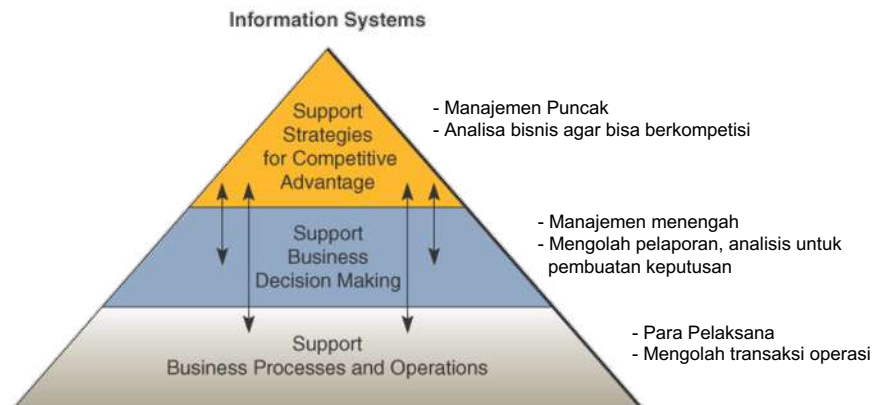 Information Systems
Support
Strategies
for Competitive
Advantage
- Manajemen Puncak
- Analisa bisnis agar bisa berkompetisi
Support
Business
Decision Making
- Manajemen menengah
- Mengolah pelaporan, analisis untuk
pembuatan keputusan
Support
Business Processes and Operations
- Para Pelaksana
- Mengolah transaksi operasi